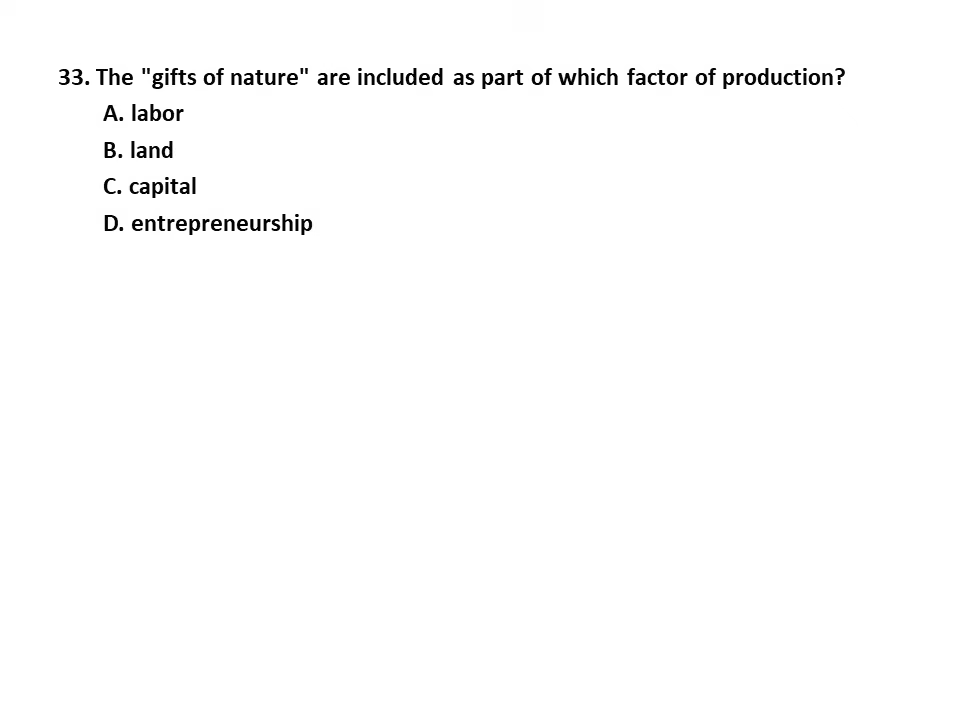 33. The "gifts of nature" are included as part of which factor of production?
A. labor
B. land
C. capital
D. entrepreneurship